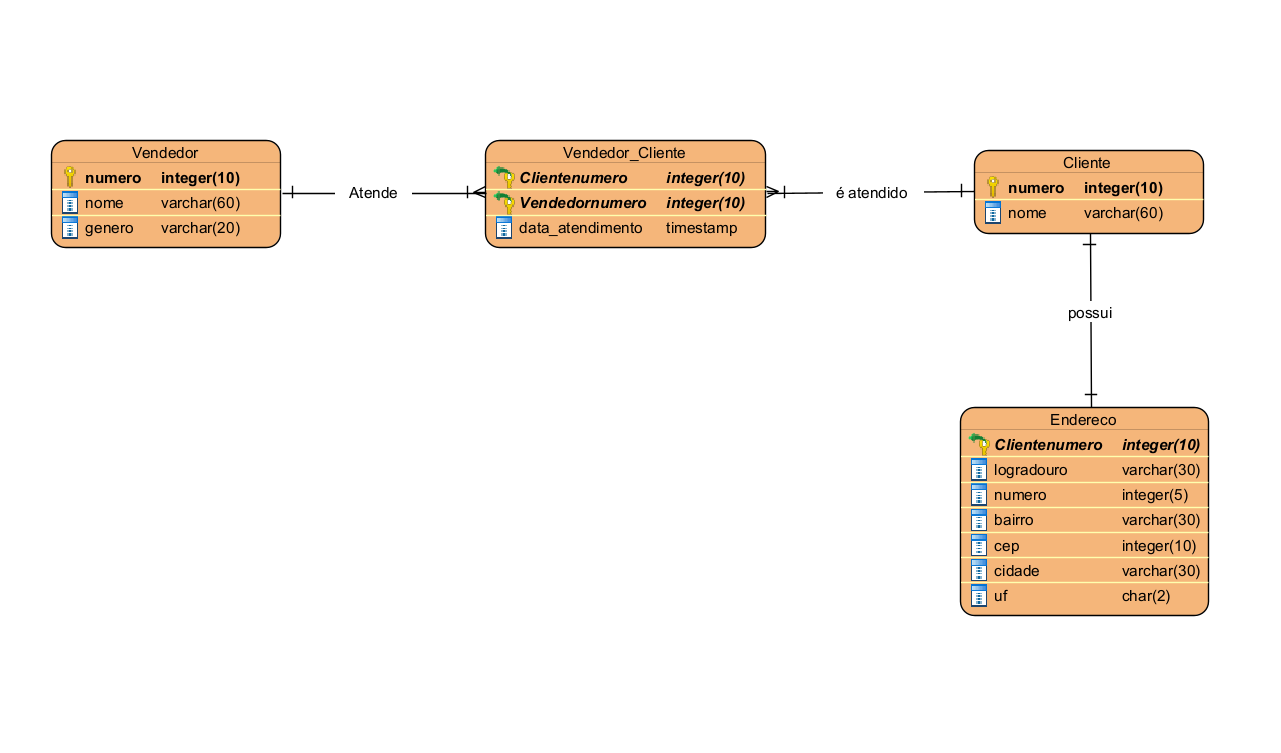 Vendedor
numero integer(10)
nome varchar(60)
genero varchar(20)
Atende
Vendedor_Cliente
Clientenumero integer(10)
Vendedornumero integer(10)
data_atendimento timestamp
é atendido
Cliente
numero integer(10)
nome varchar(60)
possui
Endereco
Clientenumero integer(10)
logradouro varchar(30)
numero integer(5)
bairro varchar(30)
cep integer(10)
cidade varchar(30)
uf char(2)